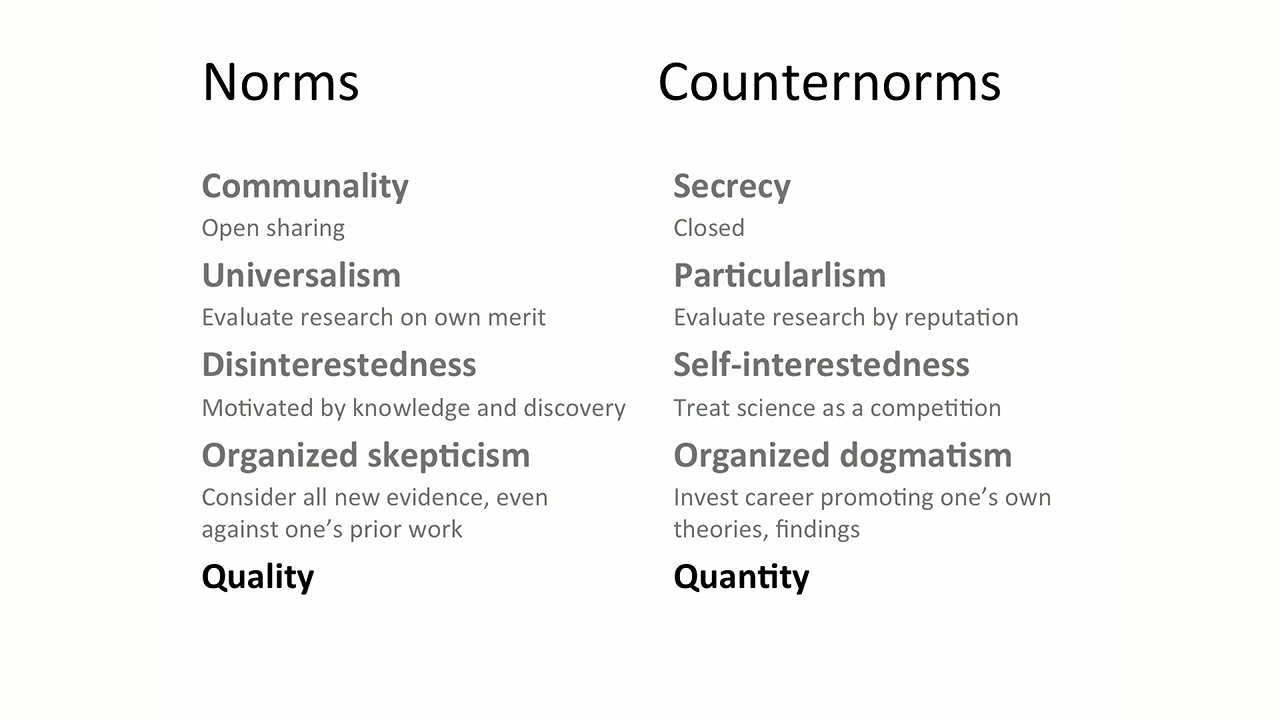 Norms
Counternorms
Communality
Open sharing
Universalism
Evaluate research on own merit
Disinterestedness
Motivated by knowledge and discovery
Organized skepticism
Consider all new evidence, even
against one’s prior work
Quality
Secrecy
Closed
Particularlism
Evaluate research by reputation
Self-interestedness
Treat science as a competition
Organized dogmatism
Invest career promoting one’s own
theories, findings
Quantity